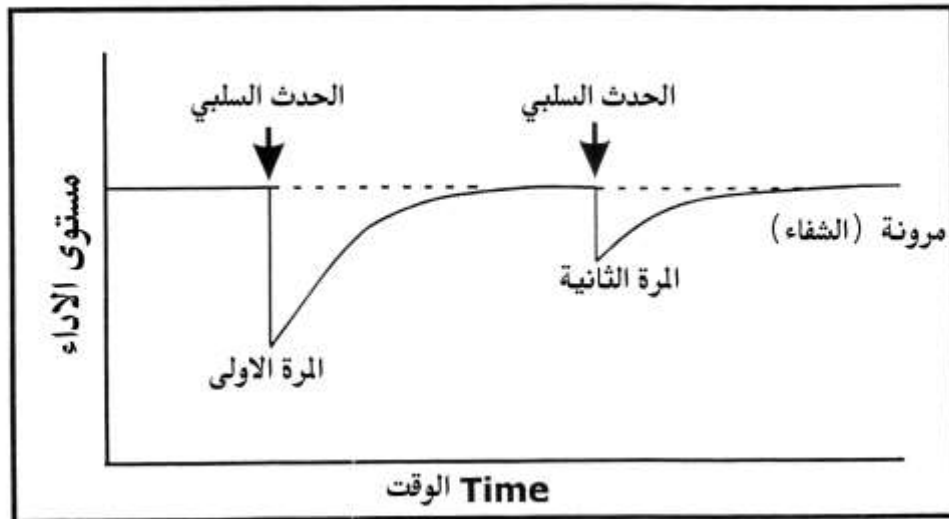 الحدث السلبي
الحدث السلبي
مستوى الاداء
مرونة (الشفاء)
المرة الثانية
المرة الاولى
الوقت Time